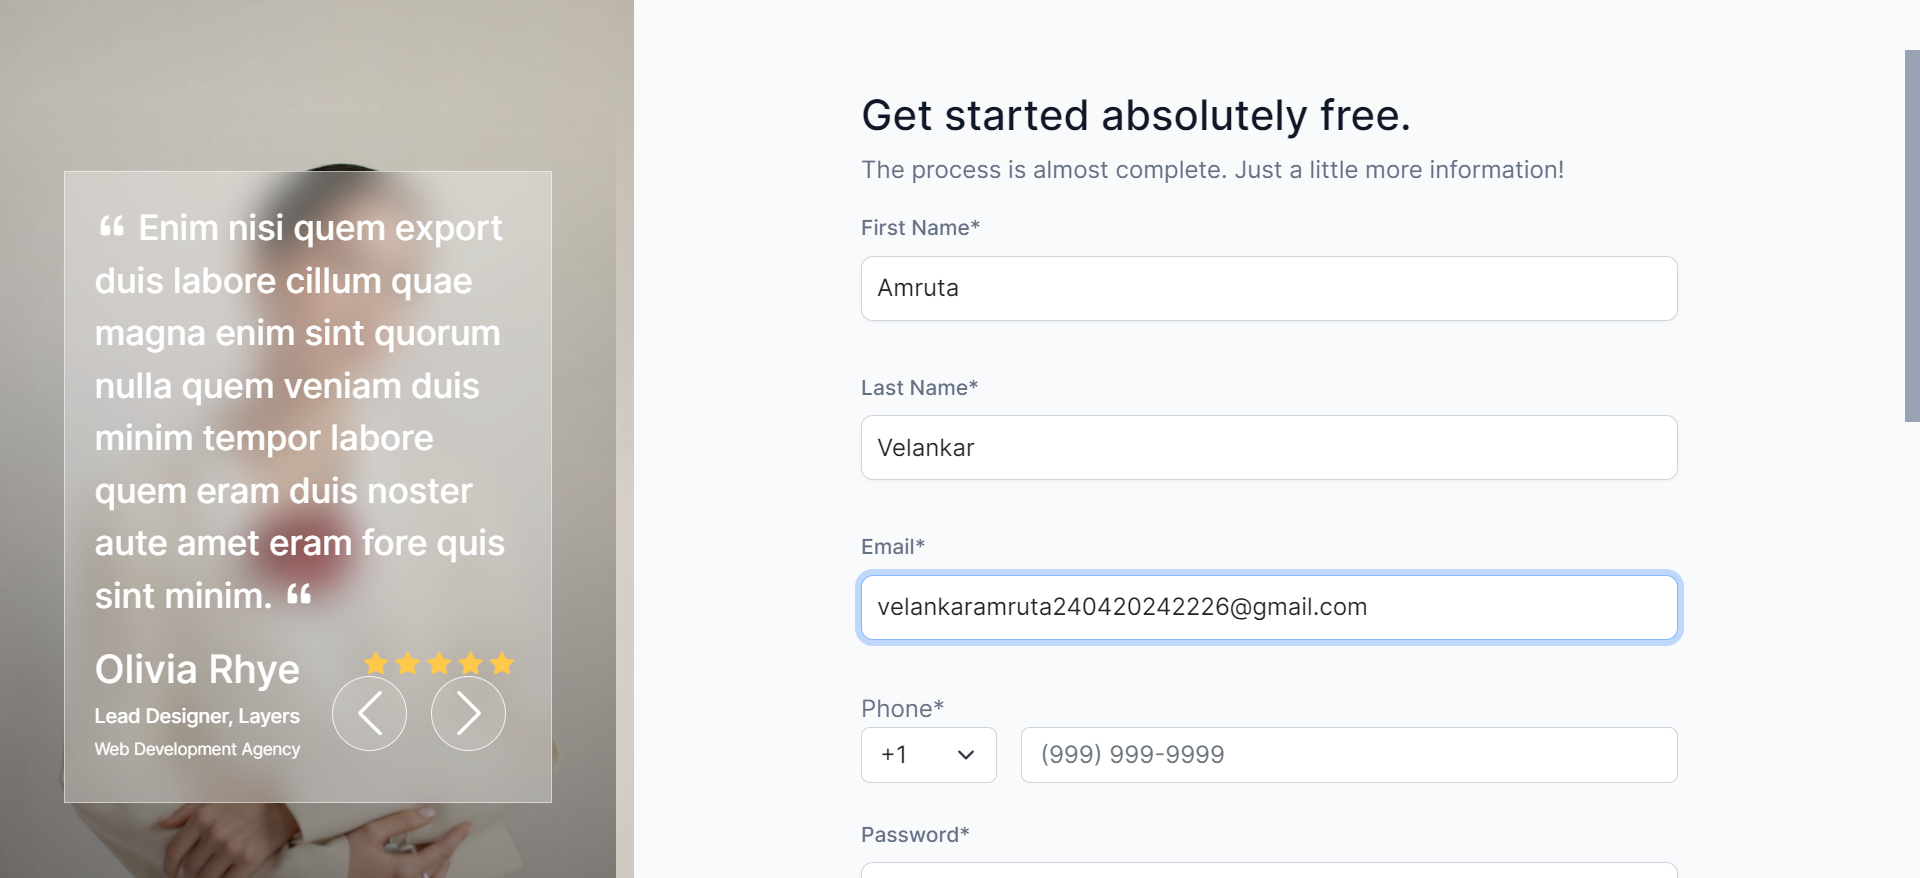 “ Enim nisi quem export
duis labore cillum quae
magna enim sint quorum
nulla quem veniam duis
minim tempor labore
quem eram duis noster
aute amet eram fore quis
sint minim. “
Olivia Rhye
Lead Designer, Layers
Web Development Agency
Get started absolutely free.
The process is almost complete. Just a little more information!
First Name*
Amruta
Last Name*
Velankar
Email*
velankaramruta240420242226@gmail.com
Phone*
+1 (999) 999-9999
Password*